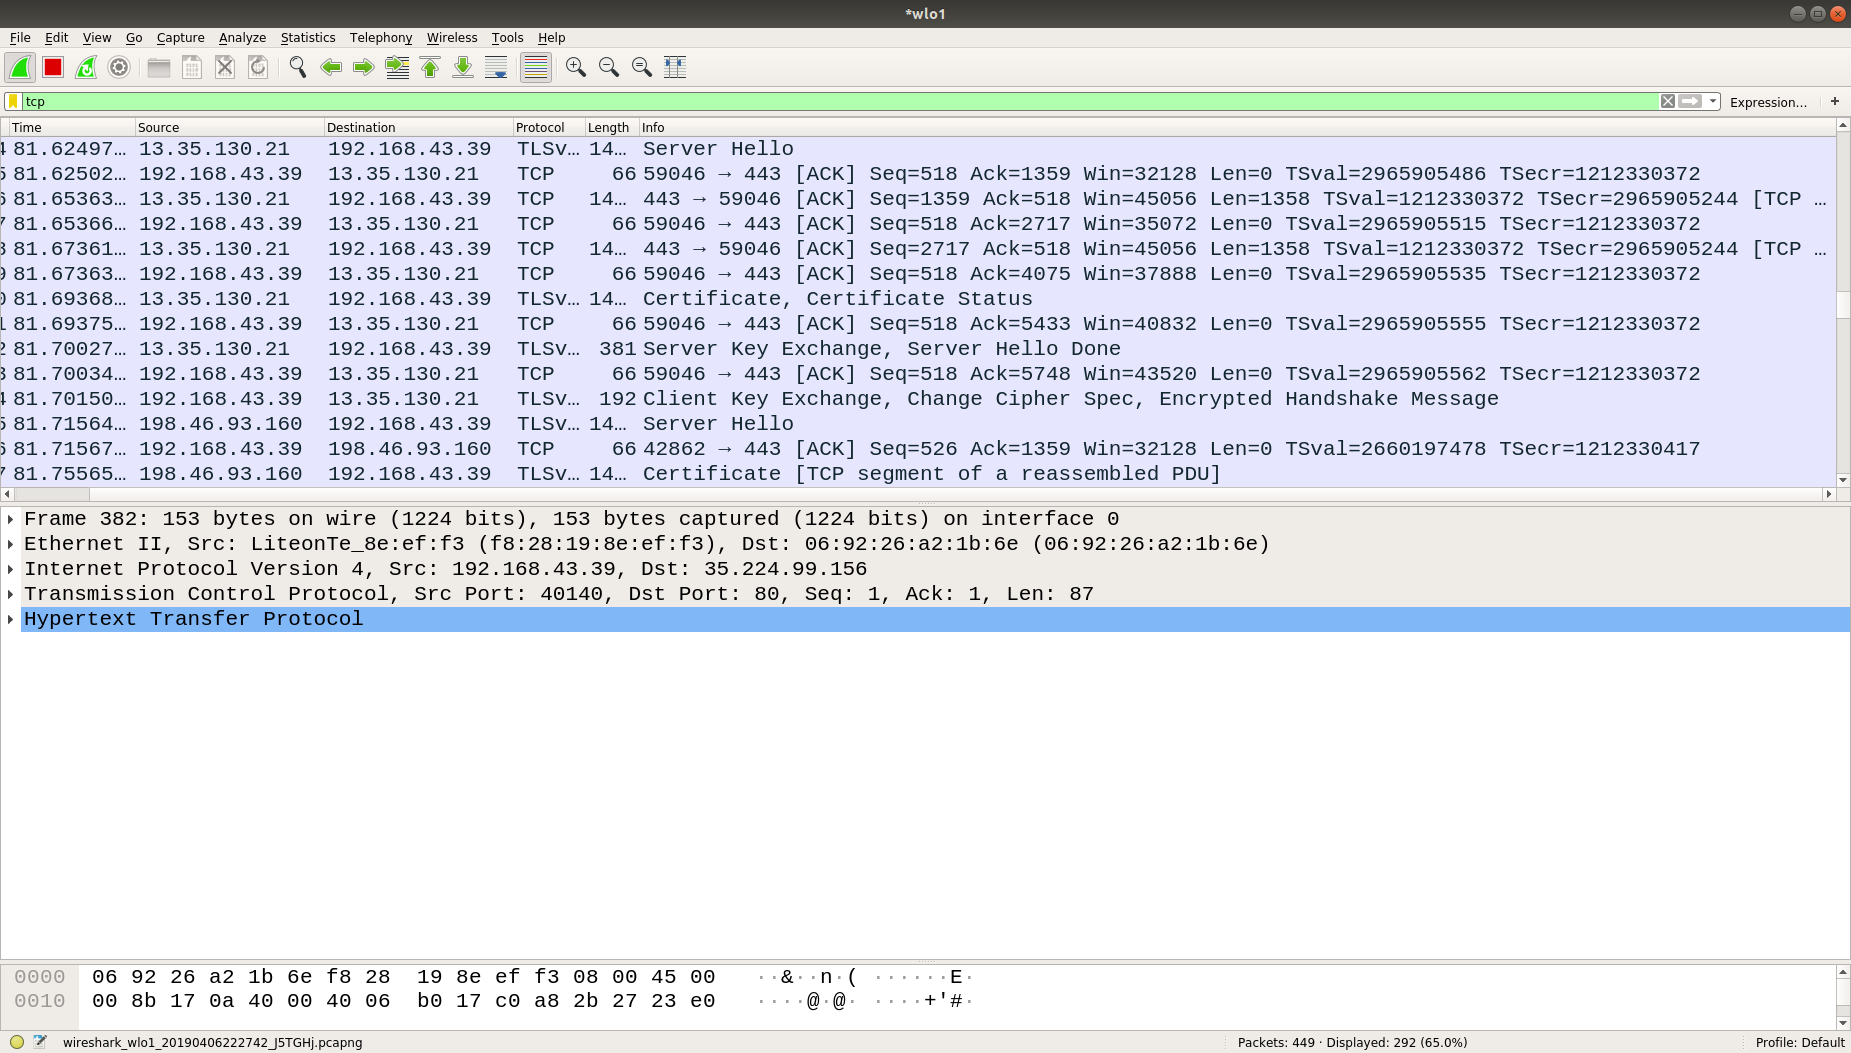 *wlo1
File Edit View Go Capture Analyze Statistics Telephony Wireless Tools Help
tcp Expression… +
Time Source Destination Protocol Length Info
81.62497… 13.35.130.21 192.168.43.39 TLSv… 14… Server Hello
81.62502… 192.168.43.39 13.35.130.21 TCP 66 59046 → 443 [ACK] Seq=518 Ack=1359 Win=32128 Len=0 TSval=2965905486 TSecr=1212330372
81.65363… 13.35.130.21 192.168.43.39 TCP 14… 443 → 59046 [ACK] Seq=1359 Ack=518 Win=45056 Len=1358 TSval=1212330372 TSecr=2965905244 [TCP …
81.65366… 192.168.43.39 13.35.130.21 TCP 66 59046 → 443 [ACK] Seq=518 Ack=2717 Win=35072 Len=0 TSval=2965905515 TSecr=1212330372
81.67361… 13.35.130.21 192.168.43.39 TCP 14… 443 → 59046 [ACK] Seq=2717 Ack=518 Win=45056 Len=1358 TSval=1212330372 TSecr=2965905244 [TCP …
81.67363… 192.168.43.39 13.35.130.21 TCP 66 59046 → 443 [ACK] Seq=518 Ack=4075 Win=37888 Len=0 TSval=2965905535 TSecr=1212330372
81.69368… 13.35.130.21 192.168.43.39 TLSv… 14… Certificate, Certificate Status
81.69375… 192.168.43.39 13.35.130.21 TCP 66 59046 → 443 [ACK] Seq=518 Ack=5433 Win=40832 Len=0 TSval=2965905555 TSecr=1212330372
81.70027… 13.35.130.21 192.168.43.39 TLSv… 381 Server Key Exchange, Server Hello Done
81.70034… 192.168.43.39 13.35.130.21 TCP 66 59046 → 443 [ACK] Seq=518 Ack=5748 Win=43520 Len=0 TSval=2965905562 TSecr=1212330372
81.70150… 192.168.43.39 13.35.130.21 TLSv… 192 Client Key Exchange, Change Cipher Spec, Encrypted Handshake Message
81.71564… 198.46.93.160 192.168.43.39 TLSv… 14… Server Hello
81.71567… 192.168.43.39 198.46.93.160 TCP 66 42862 → 443 [ACK] Seq=526 Ack=1359 Win=32128 Len=0 TSval=2660197478 TSecr=1212330417
81.75565… 198.46.93.160 192.168.43.39 TLSv… 14… Certificate [TCP segment of a reassembled PDU]
Frame 382: 153 bytes on wire (1224 bits), 153 bytes captured (1224 bits) on interface 0
Ethernet II, Src: LiteonTe_8e:ef:f3 (f8:28:19:8e:ef:f3), Dst: 06:92:26:a2:1b:6e (06:92:26:a2:1b:6e)
Internet Protocol Version 4, Src: 192.168.43.39, Dst: 35.224.99.156
Transmission Control Protocol, Src Port: 40140, Dst Port: 80, Seq: 1, Ack: 1, Len: 87
Hypertext Transfer Protocol
0000 06 92 26 a2 1b 6e f8 28 19 8e ef f3 08 00 45 00 ··&··n·( ······E·
0010 00 8b 17 0a 40 00 40 06 b0 17 c0 a8 2b 27 23 e0 ····@·@· ····+'#·
wireshark_wlo1_20190406222742_J5TGHj.pcapng Packets: 449 · Displayed: 292 (65.0%) Profile: Default